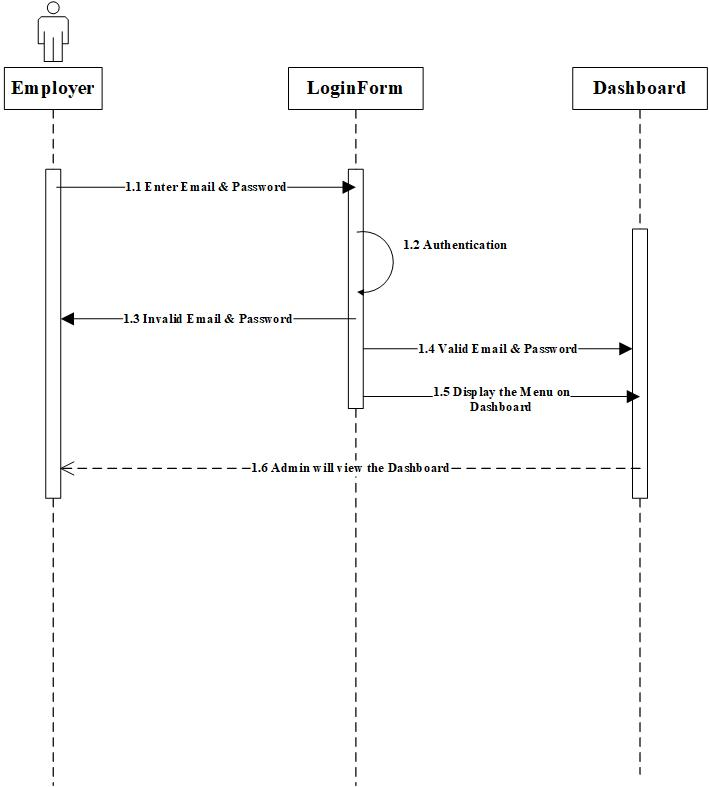 Employer
LoginForm
Dashboard
1.1 Enter Email & Password
1.2 Authentication
1.3 Invalid Email & Password
1.4 Valid Email & Password
1.5 Display the Menu on
Dashboard
1.6 Admin will view the Dashboard